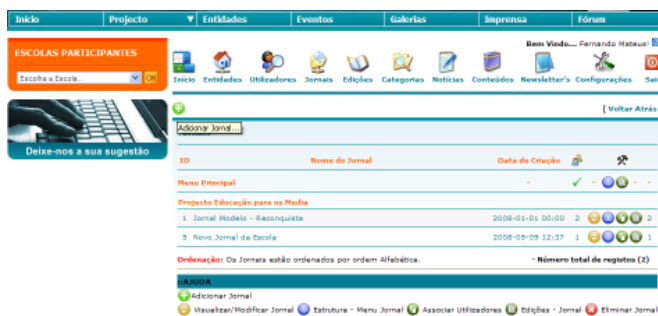 Início Projecto Entidades Eventos Galerias Imprensa Fórum
Bem Vindo... Fernando Mateus!
ESCOLAS PARTICIPANTES
Escolha a Escola... OK
Início Entidades Utilizadores Jornais Edições Categorias Notícias Conteúdos Newsletter's Configurações Sair
[ Voltar Atrás
Adicionar Jornal...
Deixe-nos a sua sugestão
ID Nome do Jornal Data de Criação
Menu Principal - - - -
Projecto Educação para os Media
1 Jornal Modelo - Reconquista 2008-01-01 00:00 2 2
9 Novo Jornal da Escola 2008-09-09 12:37 1 1
Ordenação: Os Jornais estão ordenados por ordem Alfabética. - Número total de registos (2)
AJUDA
Adicionar Jornal
Visualizar/Modificar Jornal Estrutura - Menu Jornal Associar Utilizadores Edições - Jornal Eliminar Jornal